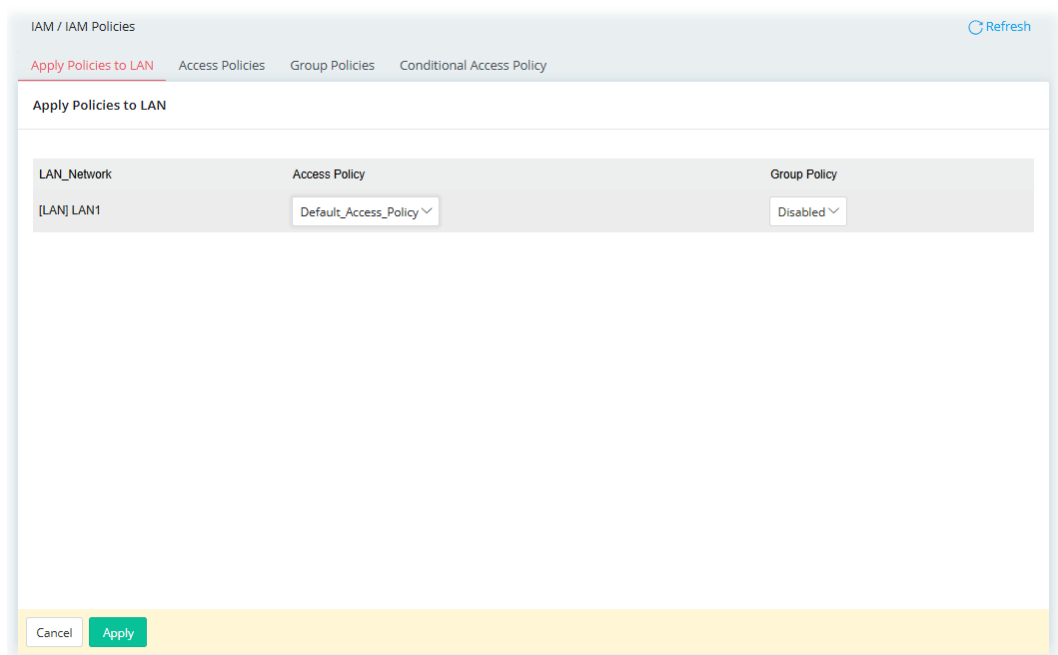 IAM / IAM Policies Refresh
Apply Policies to LAN Access Policies Group Policies Conditional Access Policy
Apply Policies to LAN
LAN_Network Access Policy Group Policy
[LAN] LAN1 Default_Access_Policy Disabled
Cancel Apply